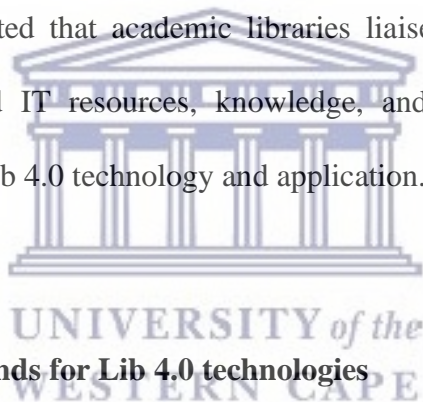 ted that academic libraries liaise
IT resources, knowledge, and
b 4.0 technology and application.
UNIVERSITY of the
nds for Lib 4.0 technologies
WESTERN CAPE